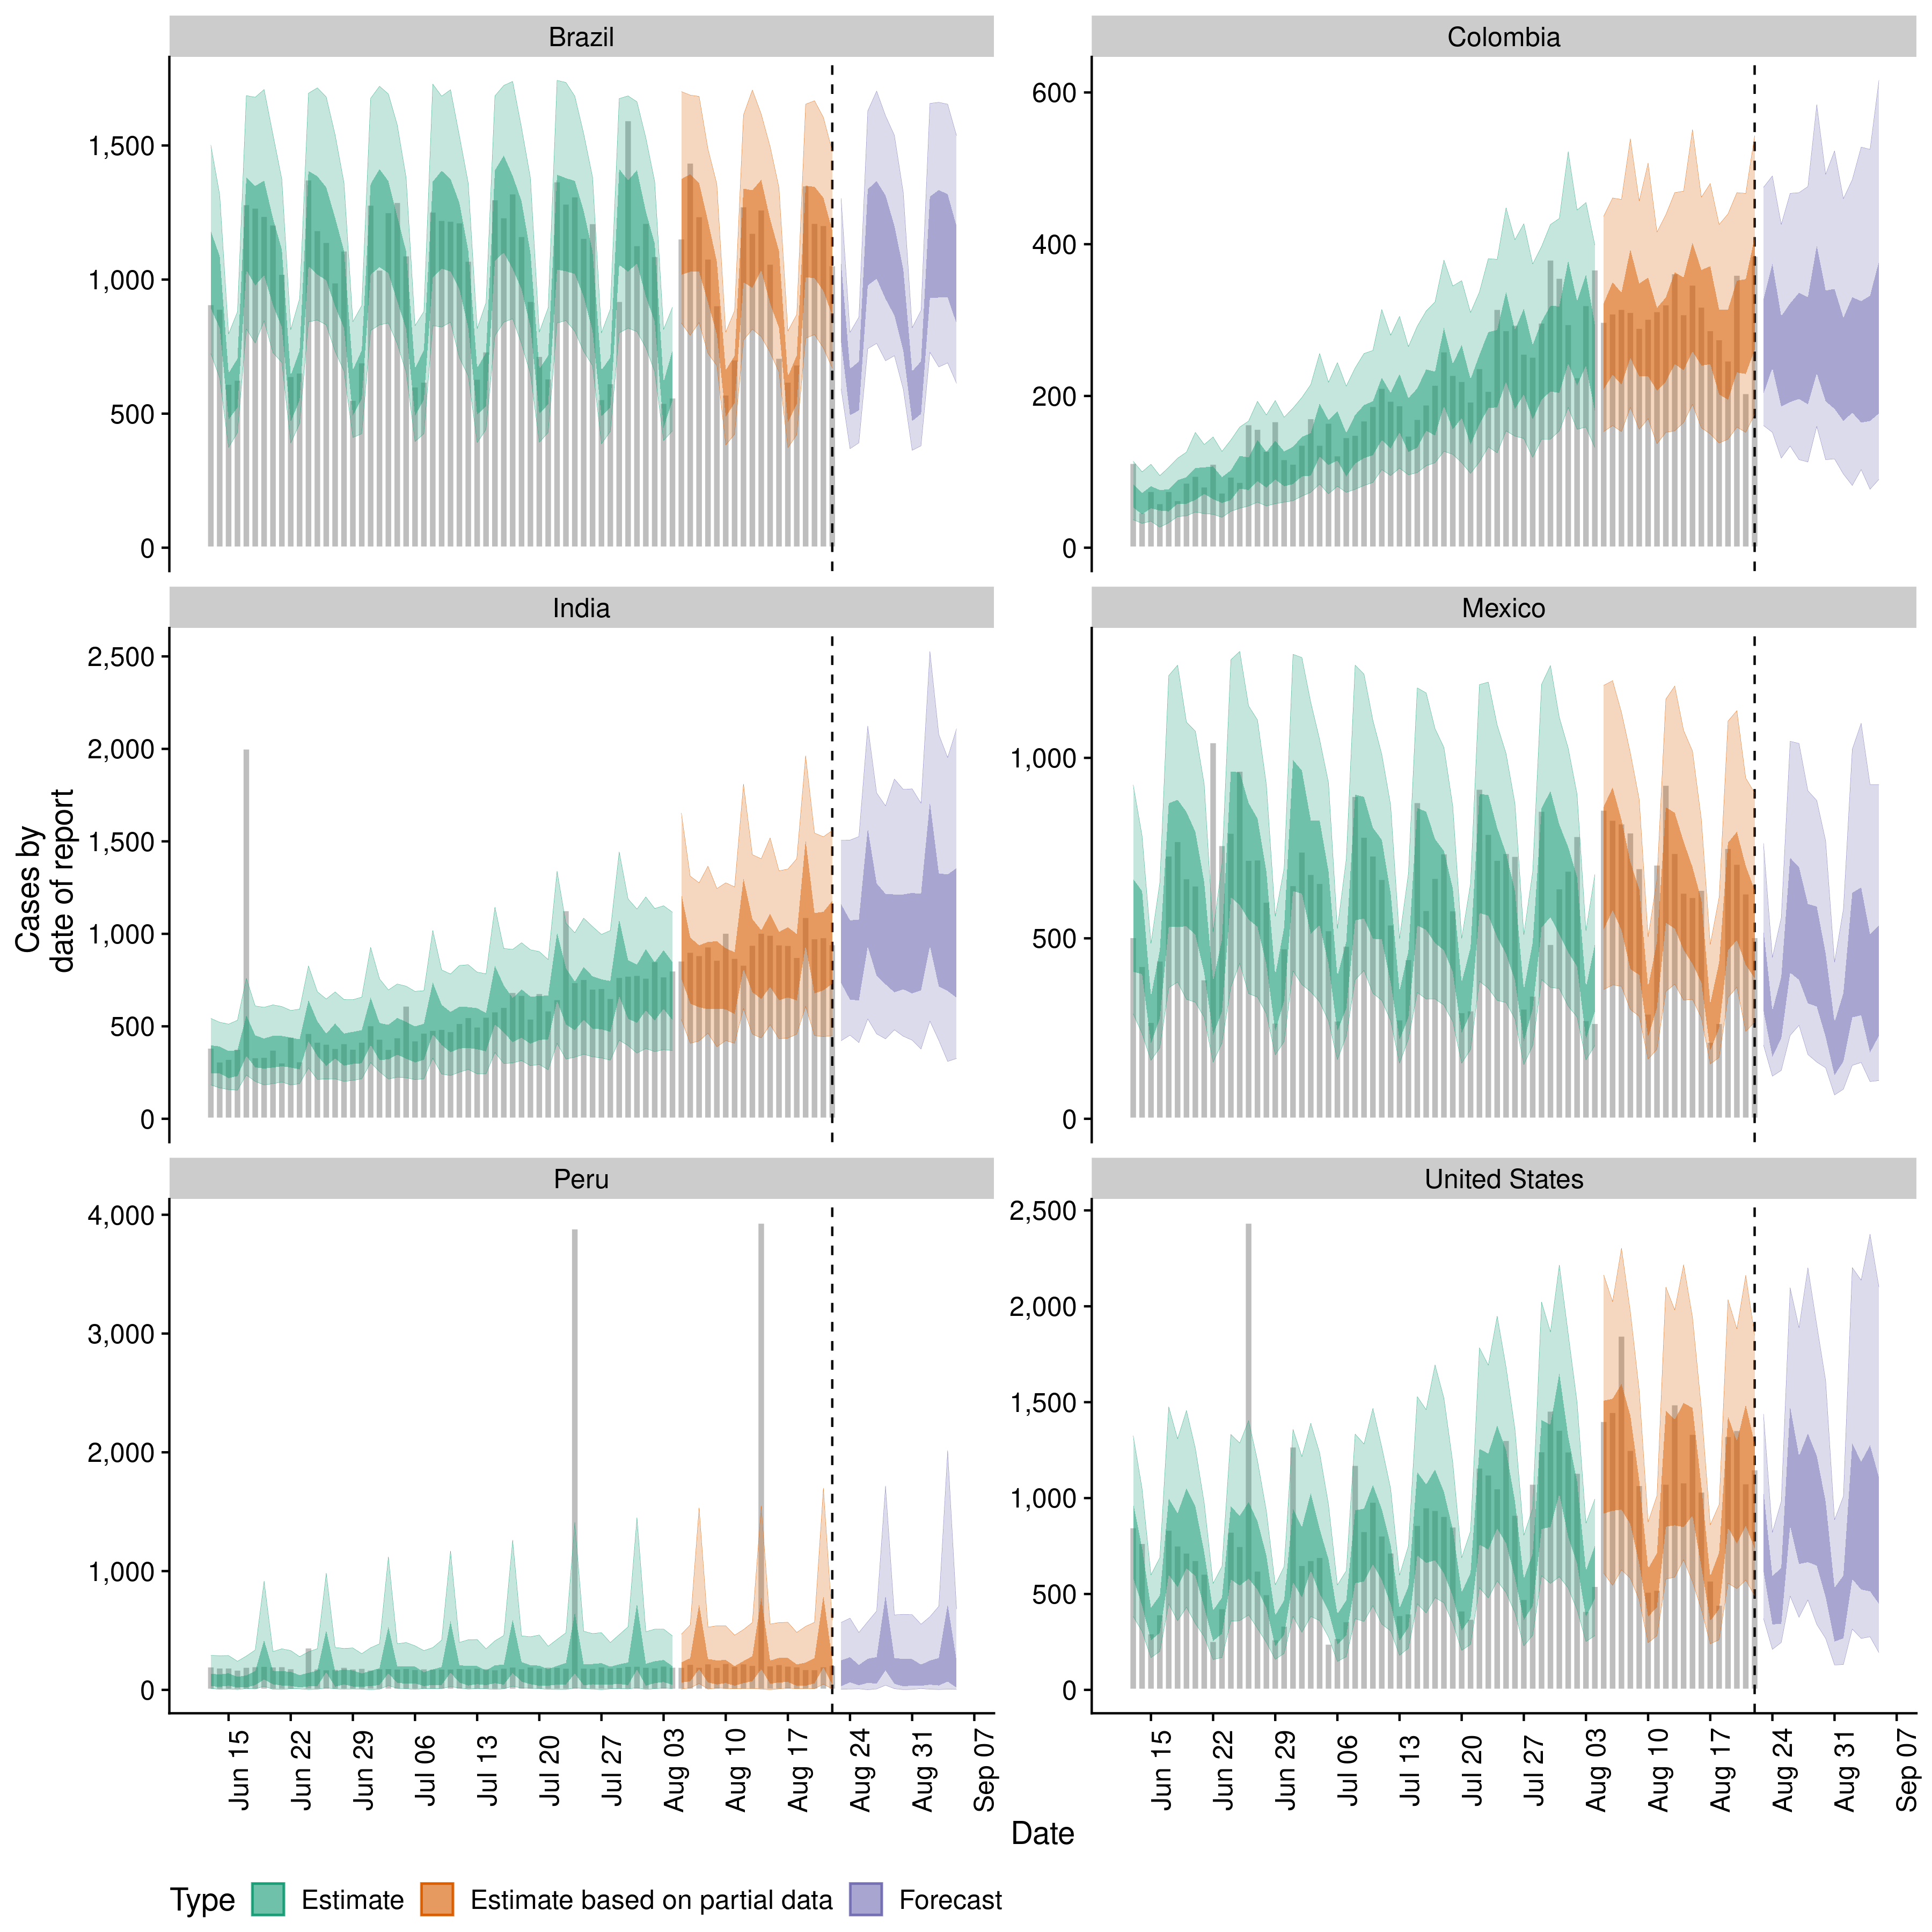 Brazil
Colombia
1,500
1,000
500
0
600
400
200
0
India
Mexico
Cases by
date of report
2,500
2,000
1,500
1,000
500
0
1,000
500
0
Peru
United States
4,000
3,000
2,000
1,000
0
2,500
2,000
1,500
1,000
500
0
Jun 15
Jun 22
Jun 29
Jul 06
Jul 13
Jul 20
Jul 27
Aug 03
Aug 10
Aug 17
Aug 24
Aug 31
Sep 07
Jun 15
Jun 22
Jun 29
Jul 06
Jul 13
Jul 20
Jul 27
Aug 03
Aug 10
Aug 17
Aug 24
Aug 31
Sep 07
Date
Type Estimate Estimate based on partial data Forecast